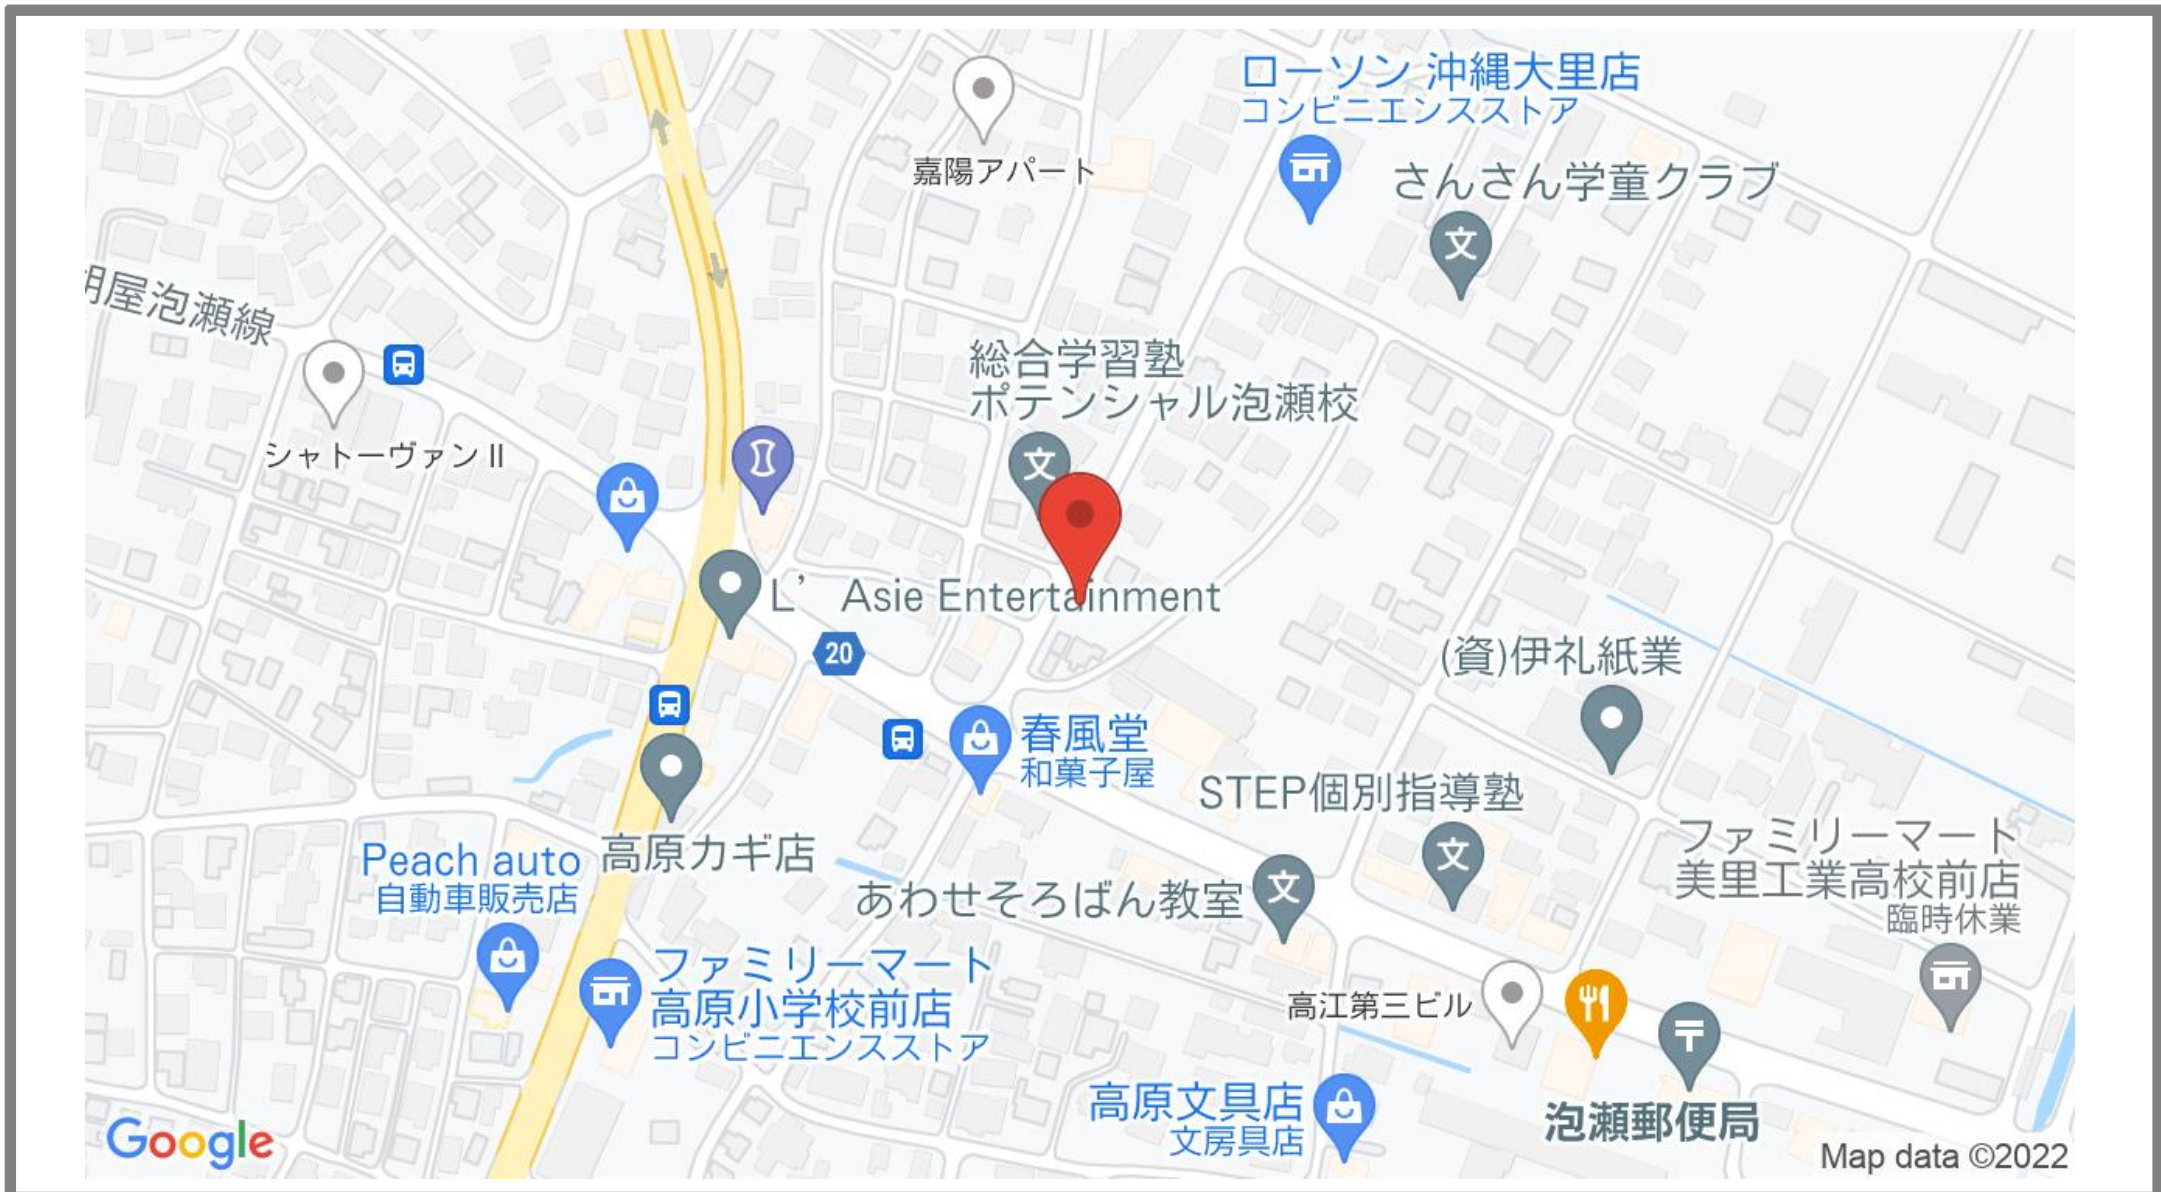 ローソン 沖縄大里店
コンビニエンスストア
嘉陽アパート
さんさん学童クラブ
文
屋泡瀬線
総合学習塾
ポテンシャル泡瀬校
シャトーヴァンⅡ
文
L’ Asie Entertainment
20
(資)伊礼紙業
春風堂
和菓子屋
STEP個別指導塾
文
高原カギ店
Peach auto
自動車販売店
ファミリーマート
美里工業高校前店
臨時休業
あわせそろばん教室
文
ファミリーマート
高原小学校前店
コンビニエンスストア
高江第三ビル
〒
高原文具店
文房具店
泡瀬郵便局
Google
Map data ©2022